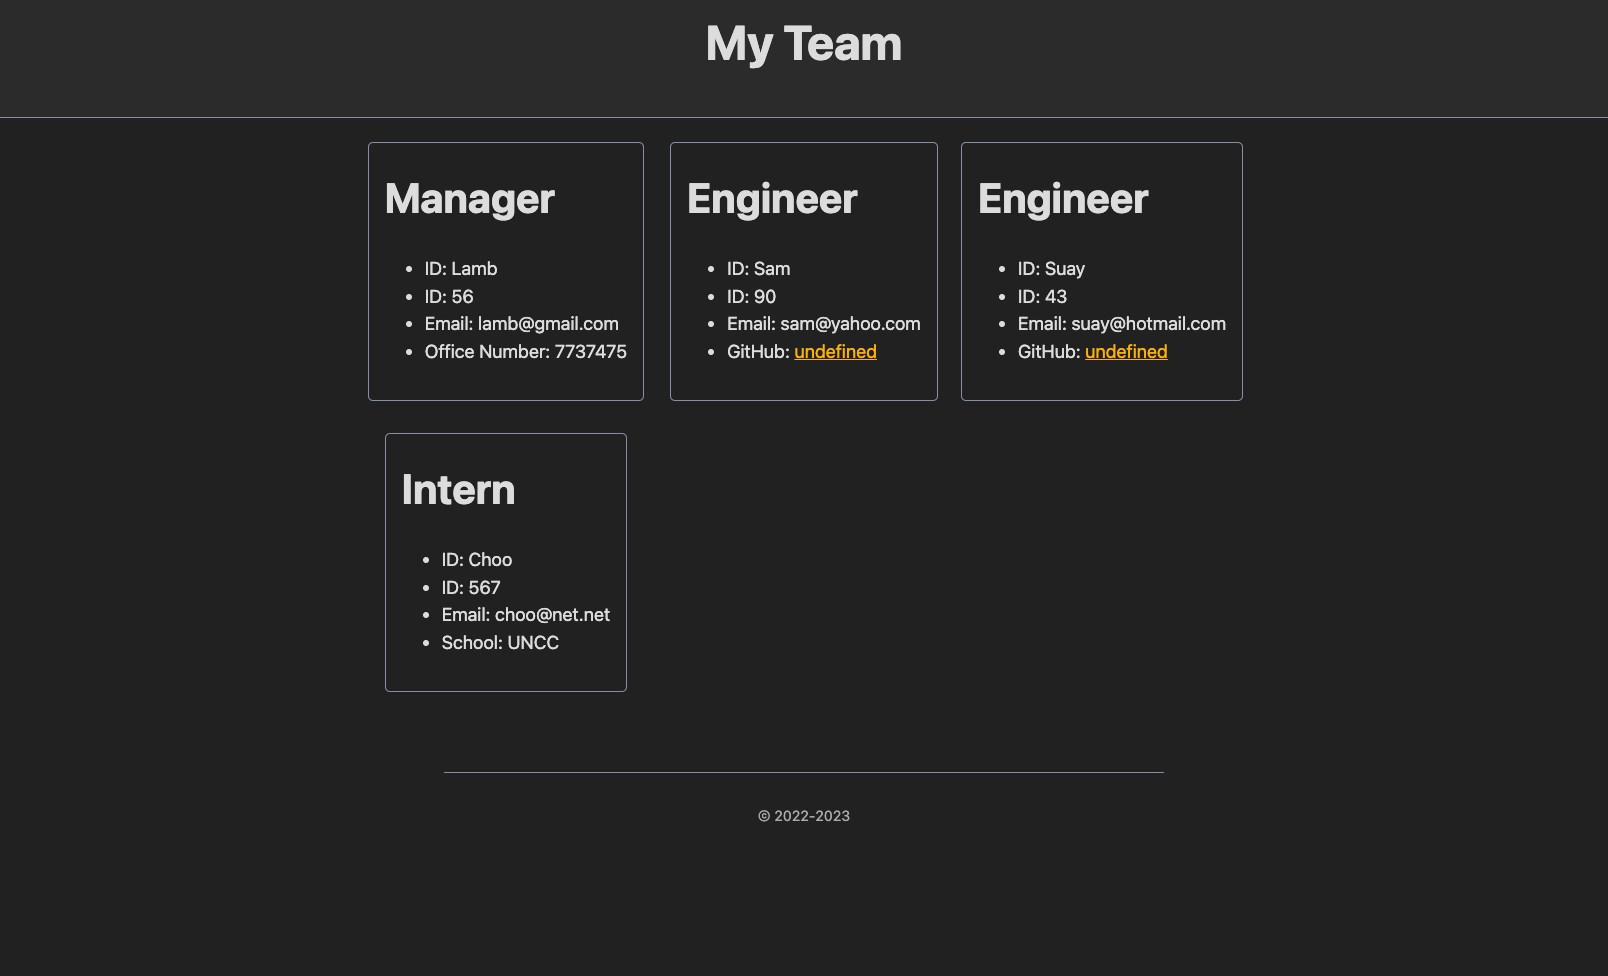 My Team
Manager
ID: Lamb
ID: 56
Email: lamb@gmail.com
Office Number: 7737475
Engineer
ID: Sam
ID: 90
Email: sam@yahoo.com
GitHub: undefined
Engineer
ID: Suay
ID: 43
Email: suay@hotmail.com
GitHub: undefined
Intern
ID: Choo
ID: 567
Email: choo@net.net
School: UNCC
© 2022-2023